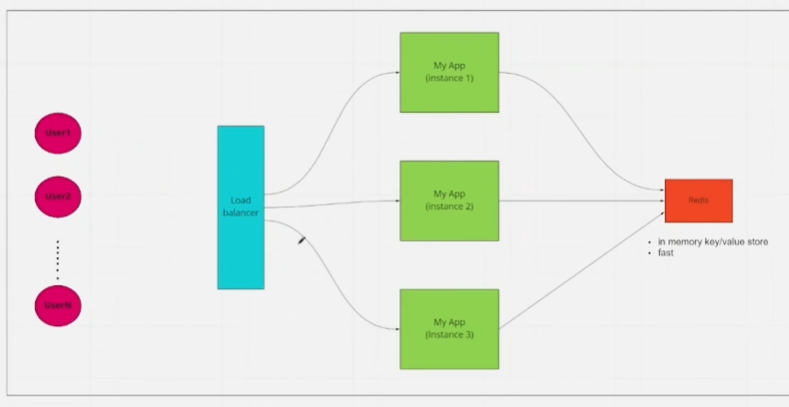 User1
User2
UserN
Load
balancer
My App
(instance 1)
My App
(instance 2)
My App
(Instance 3)
Redis
in memory key/value store
fast